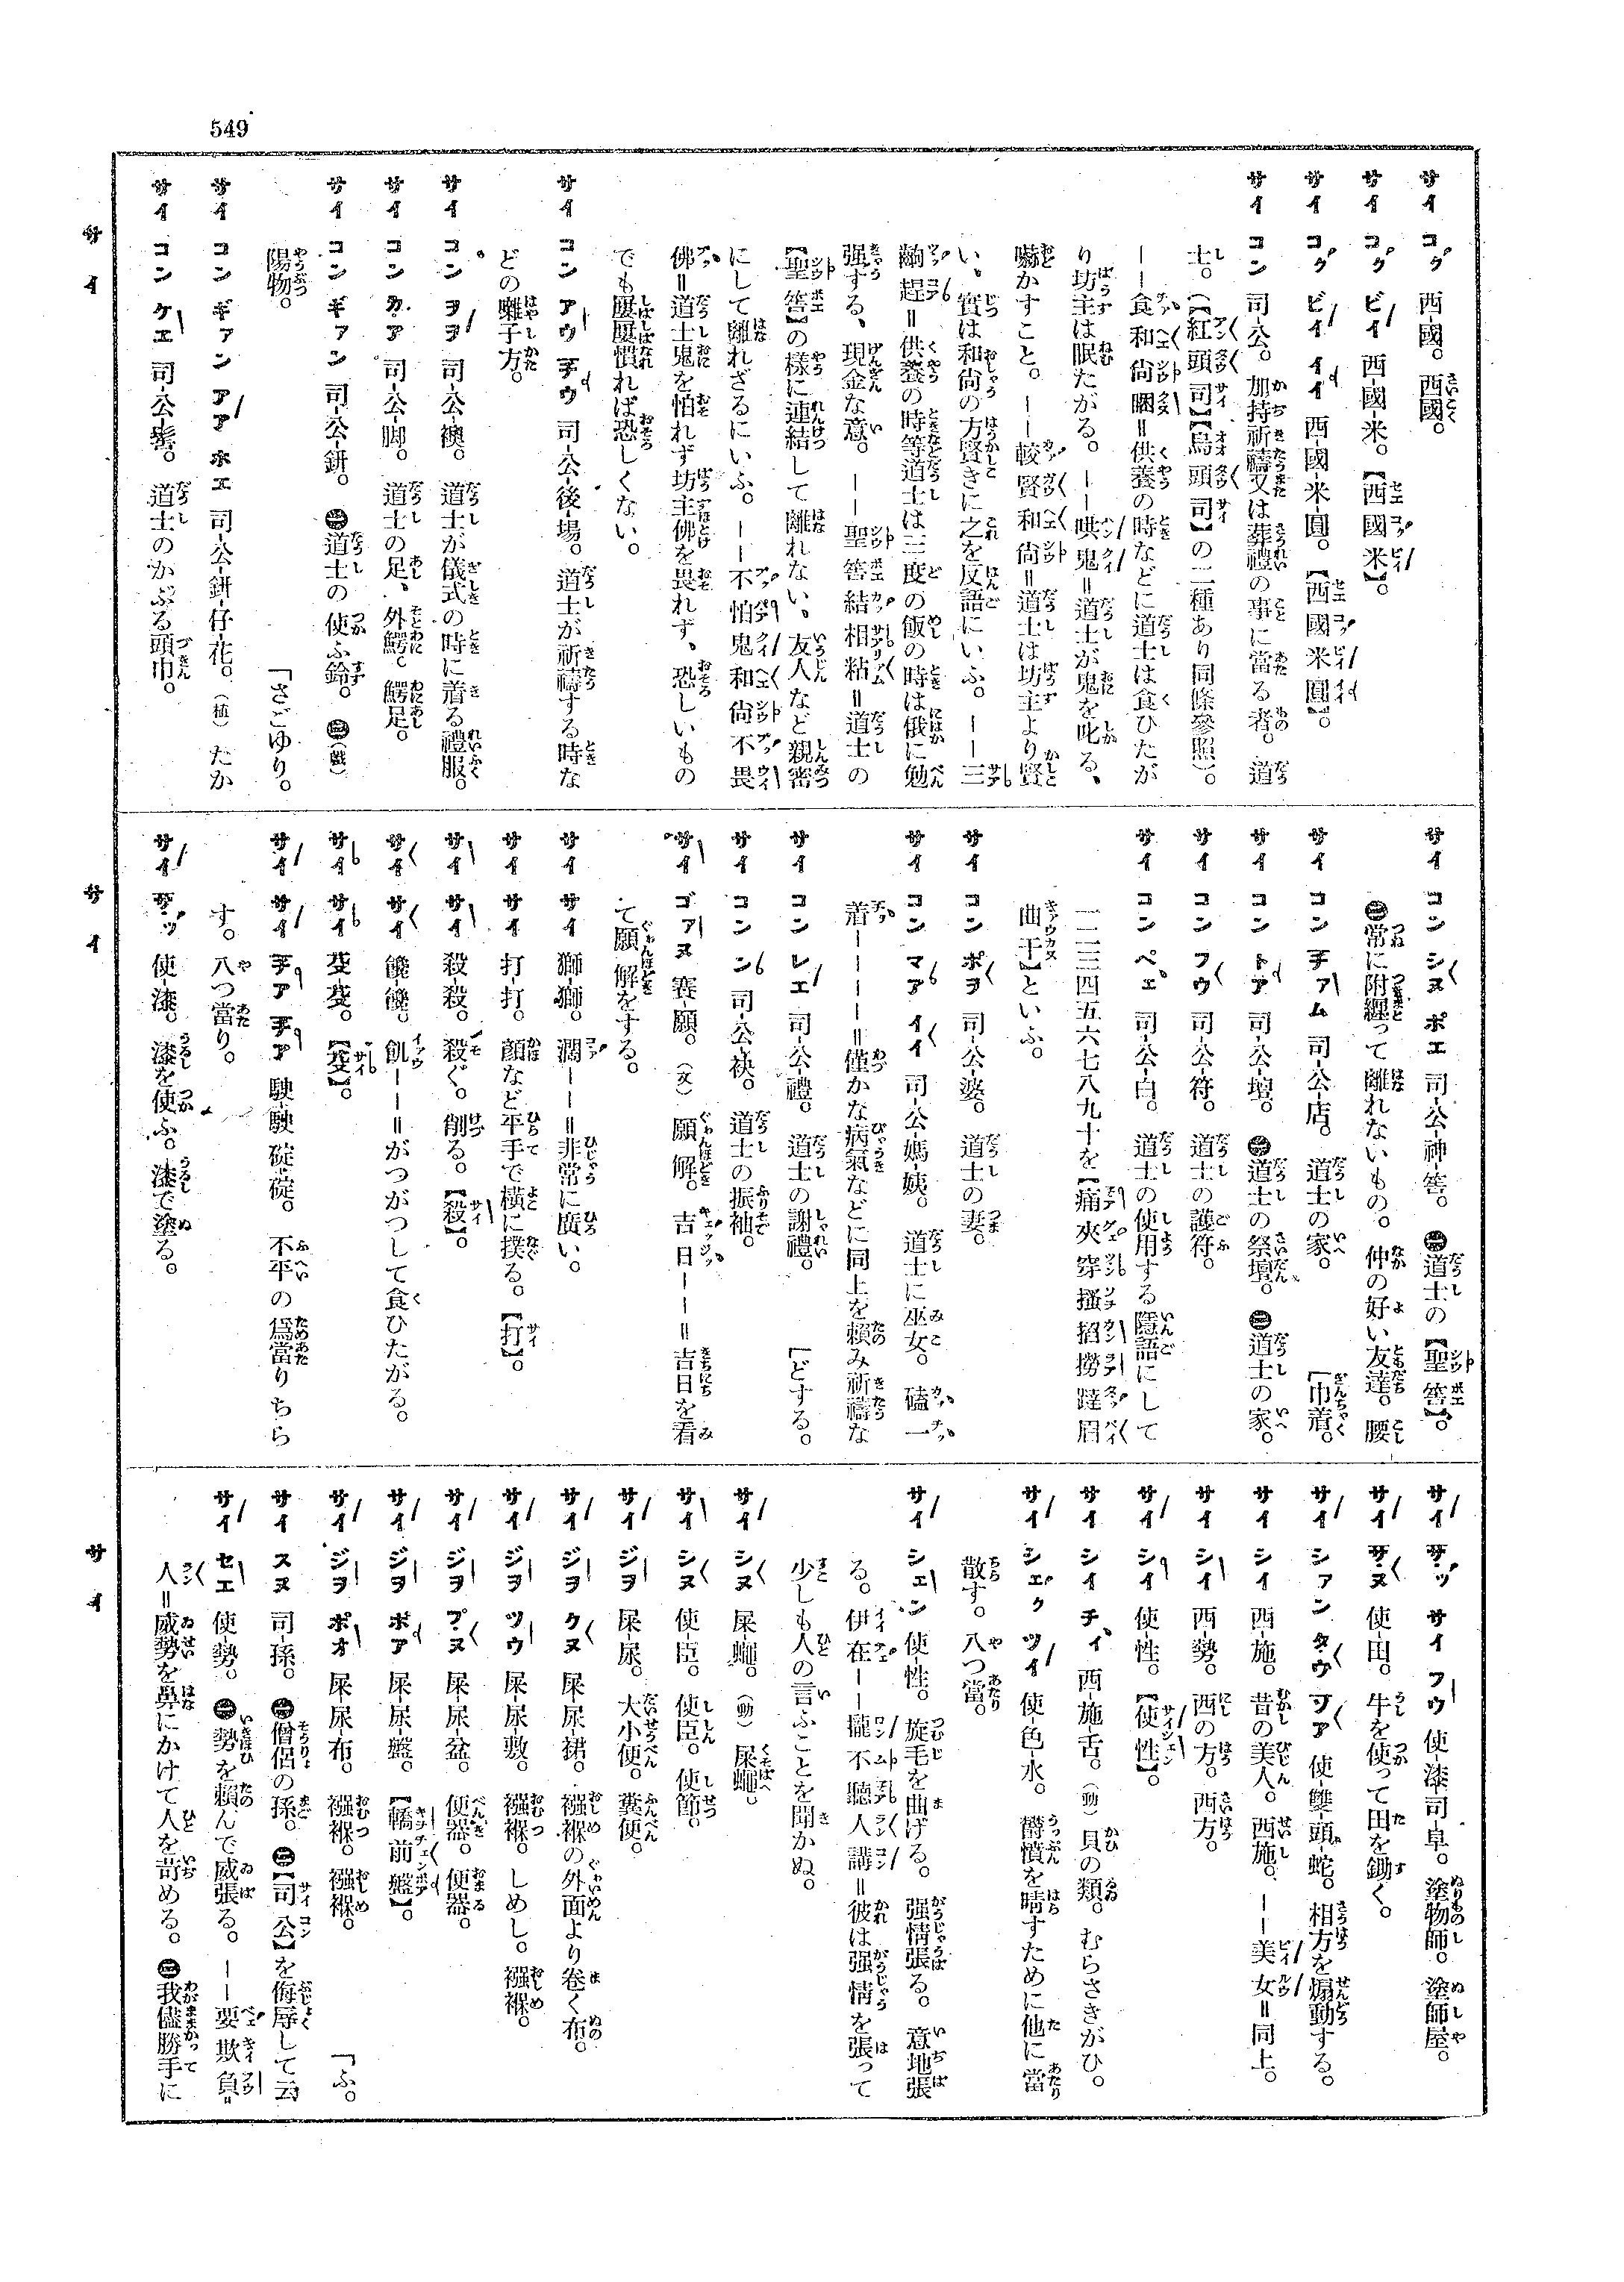 549
サイ コク 西-國。西國。
サイ コク ビイ 西-國-米。【西國米】。
サイ コク ビイ イイ 西-國-米-圓。【西國米圓】。
サイ コン 司-公。加持祈禱又は葬禮の事に當る者。道
士。(【紅頭司】【烏頭司】の二種あり同條參照)。
──食和尙睏＝供養の時などに道士は食ひたが
り坊主は眠たがる。──哄鬼＝道士が鬼を叱る、
嚇かすこと。──較賢和尙＝道士は坊主より賢
い、實は和尙の方賢きに之を反語にいふ。──三
齣趕＝供養の時等道士は三度の飯の時は俄に勉
强する、現金な意。──聖筶結相粘＝道士の
【聖筶】の樣に連結して離れない。友人など親密
にして離れざるにいふ。──不怕鬼和尙不畏
佛＝道士鬼を怕れず坊主佛を畏れず、恐しいもの
でも屢屢慣れば恐しくない。
サイ コン アウ チウ 司-公-後-場。道士が祈禱する時な
どの囃子方。
サイ コン ヲヲ 司-公-襖。道士が儀式の時に着る禮服。
サイ コン カア 司-公-脚。道士の足、外鰐。鰐足。
サイ コン ギァン 司-公-鈃。㊀道士の使ふ鈴。㊁(戲)
陽物。
サイ コン ギァン アア ホエ 司-公-鈃-仔-花。(植)たか
「さごゆり。
サイ コン ケエ 司-公-髻。道士のかぶる頭巾。
サイ コン シヌ ポエ 司-公-神-筶。㊀道士の【聖筶】。
㊁常に附纏って離れないもの。仲の好い友達。腰
「巾着。
サイ コン チァム 司-公-店。道士の家。
サイ コン トア 司-公-壇。㊀道士の祭壇。㊁道士の家。
サイ コン フウ 司-公-符。道士の護符。
サイ コン ペェ 司-公-白。道士の使用する隱語にして
一二三四五六七八九十を【痛夾穿搔搯撈躂眉
曲干】といふ。
サイ コン ポヲ 司-公-婆。道士の妻。
サイ コン マア イイ 司-公-媽-姨。道士に巫女。磕一
着────＝僅かな病氣などに同上を賴み祈禱な
「どする。
サイ コン レエ 司-公-禮。道士の謝禮。
サイ コン ン 司-公-䘥。道士の振袖。
サイ ゴァヌ 賽-願。(文)願解。吉日──＝吉日を看
て願解をする。
サイ サイ 獅-獅。濶──＝非常に廣い。
サイ サイ 打-打。顏など平手で橫に撲る。【打】。
サイ サイ 殺-殺。殺ぐ。削る。【殺】。
サイ サイ 饞-饞。飢──＝がつがつして食ひたがる。
サイ サイ
サイ サイ チア チア 駛-駛 碇-碇。不平の爲當りちら
す。八つ當り。
サイ サッ 使-漆。漆を使ふ。漆で塗る。
サイ サッ サイ フウ 使-漆-司-阜。塗物師。塗師屋。
サイ サヌ 使-田。牛を使って田を鋤く。
サイ シァン タウ ヅァ 使-雙-頭-蛇。相方を煽動する。
サイ シイ 西-施。昔の美人。西施。──美女＝同上。
サイ シイ 西-勢。西の方。西方。
サイ シイ 使-性。【使性】。
サイ シイ チィ 西-施-舌。(動)貝の類。むらさきがひ。
サイ シェク ツイ 使-色-水。欝憤を晴すために他に當
散す。八つ當。
サイ シェン 使-性。旋毛を曲げる。强情張る。意地張
る。伊在──攏不聽人講＝彼は强情を張って
少しも人の言ふことを聞かぬ。
サイ シヌ 屎-蠅。(動)屎蠅。
サイ シヌ 使-臣。使臣。使節。
サイ ジヲ 屎-尿。大小便。糞便。
サイ ジヲ クヌ 屎-尿-裙。襁褓の外面より卷く布。
サイ ジヲ ツウ 屎-尿-敷。襁褓。しめし。襁褓。
サイ ジヲ プヌ 屎-尿-盆。便器。便器。
サイ ジヲ ボア 屎-尿-盤。【轎前盤】。
サイ ジヲ ポオ 屎-尿-布。襁褓。襁褓。
「ふ。
サイ スヌ 司-孫。㊀僧侶の孫。㊁【司公】を侮辱して云
サイ セエ 使-勢。㊀勢を賴んで威張る。──要欺負
人＝威勢を鼻にかけて人を苛める。㊁我儘勝手に
サ イ
サ イ
サ イ